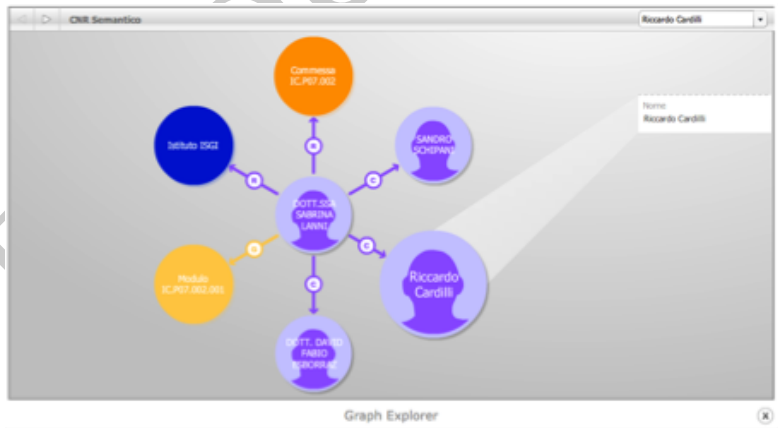 CNR Semantico
Riccardo Cardilli
Commessa
IC.P07.002
Istituto ISGI
R
R
C
SANDRO
SCHIPANI
Nome
Riccardo Cardilli
DOTT.SSA
SABRINA
LANNI
C
C
Riccardo
Cardilli
Modulo
IC.P07.002.001
DOTT. DAVID
FABIO
ESBORRAZ
Graph Explorer
x